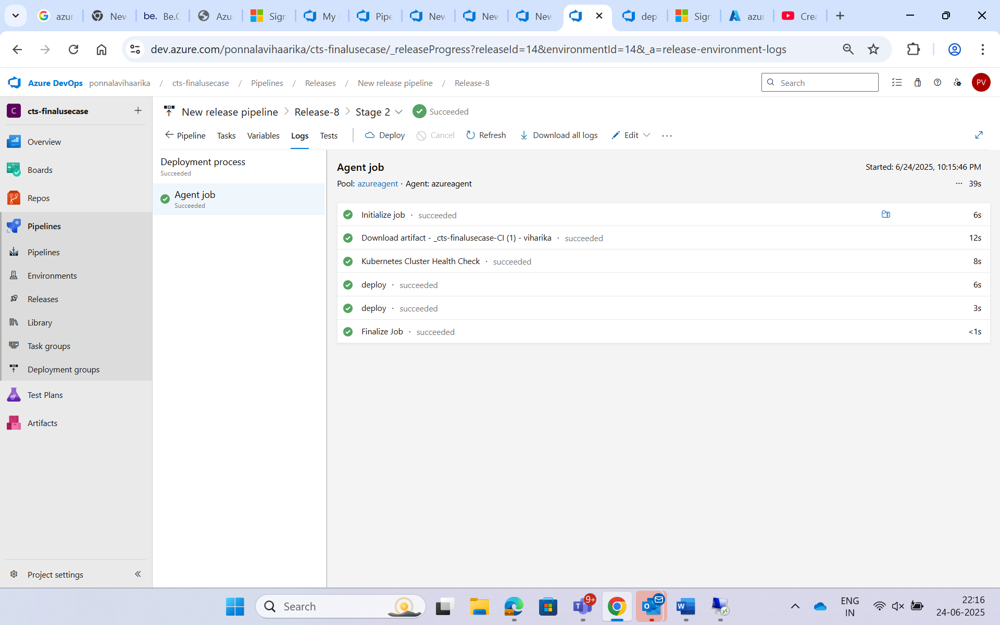 azur
New
be. Be.C
Azu
Sign
My
Pipe
New
New
New
dep
Sign
azur
Crea
dev.azure.com/ponnalavihaarika/cts-finalusecase/_releaseProgress?releaseId=14&environmentId=14&_a=release-environment-logs
Azure DevOps ponnalavihaarika / cts-finalusecase / Pipelines / Releases / New release pipeline / Release-8
Search
PV
C cts-finalusecase
Overview
Boards
Repos
Pipelines
Pipelines
Environments
Releases
Library
Task groups
Deployment groups
Test Plans
Artifacts
Project settings
New release pipeline > Release-8 > Stage 2 Succeeded
Pipeline Tasks Variables Logs Tests Deploy Cancel Refresh Download all logs Edit ...
Deployment process
Succeeded
Agent job
Succeeded
Agent job
Started: 6/24/2025, 10:15:46 PM
Pool: azureagent · Agent: azureagent
... 39s
Initialize job · succeeded 6s
Download artifact - _cts-finalusecase-CI (1) - viharika · succeeded 12s
Kubernetes Cluster Health Check · succeeded 8s
deploy · succeeded 6s
deploy · succeeded 3s
Finalize Job · succeeded <1s
Search
9+
ENG
IN
22:16
24-06-2025